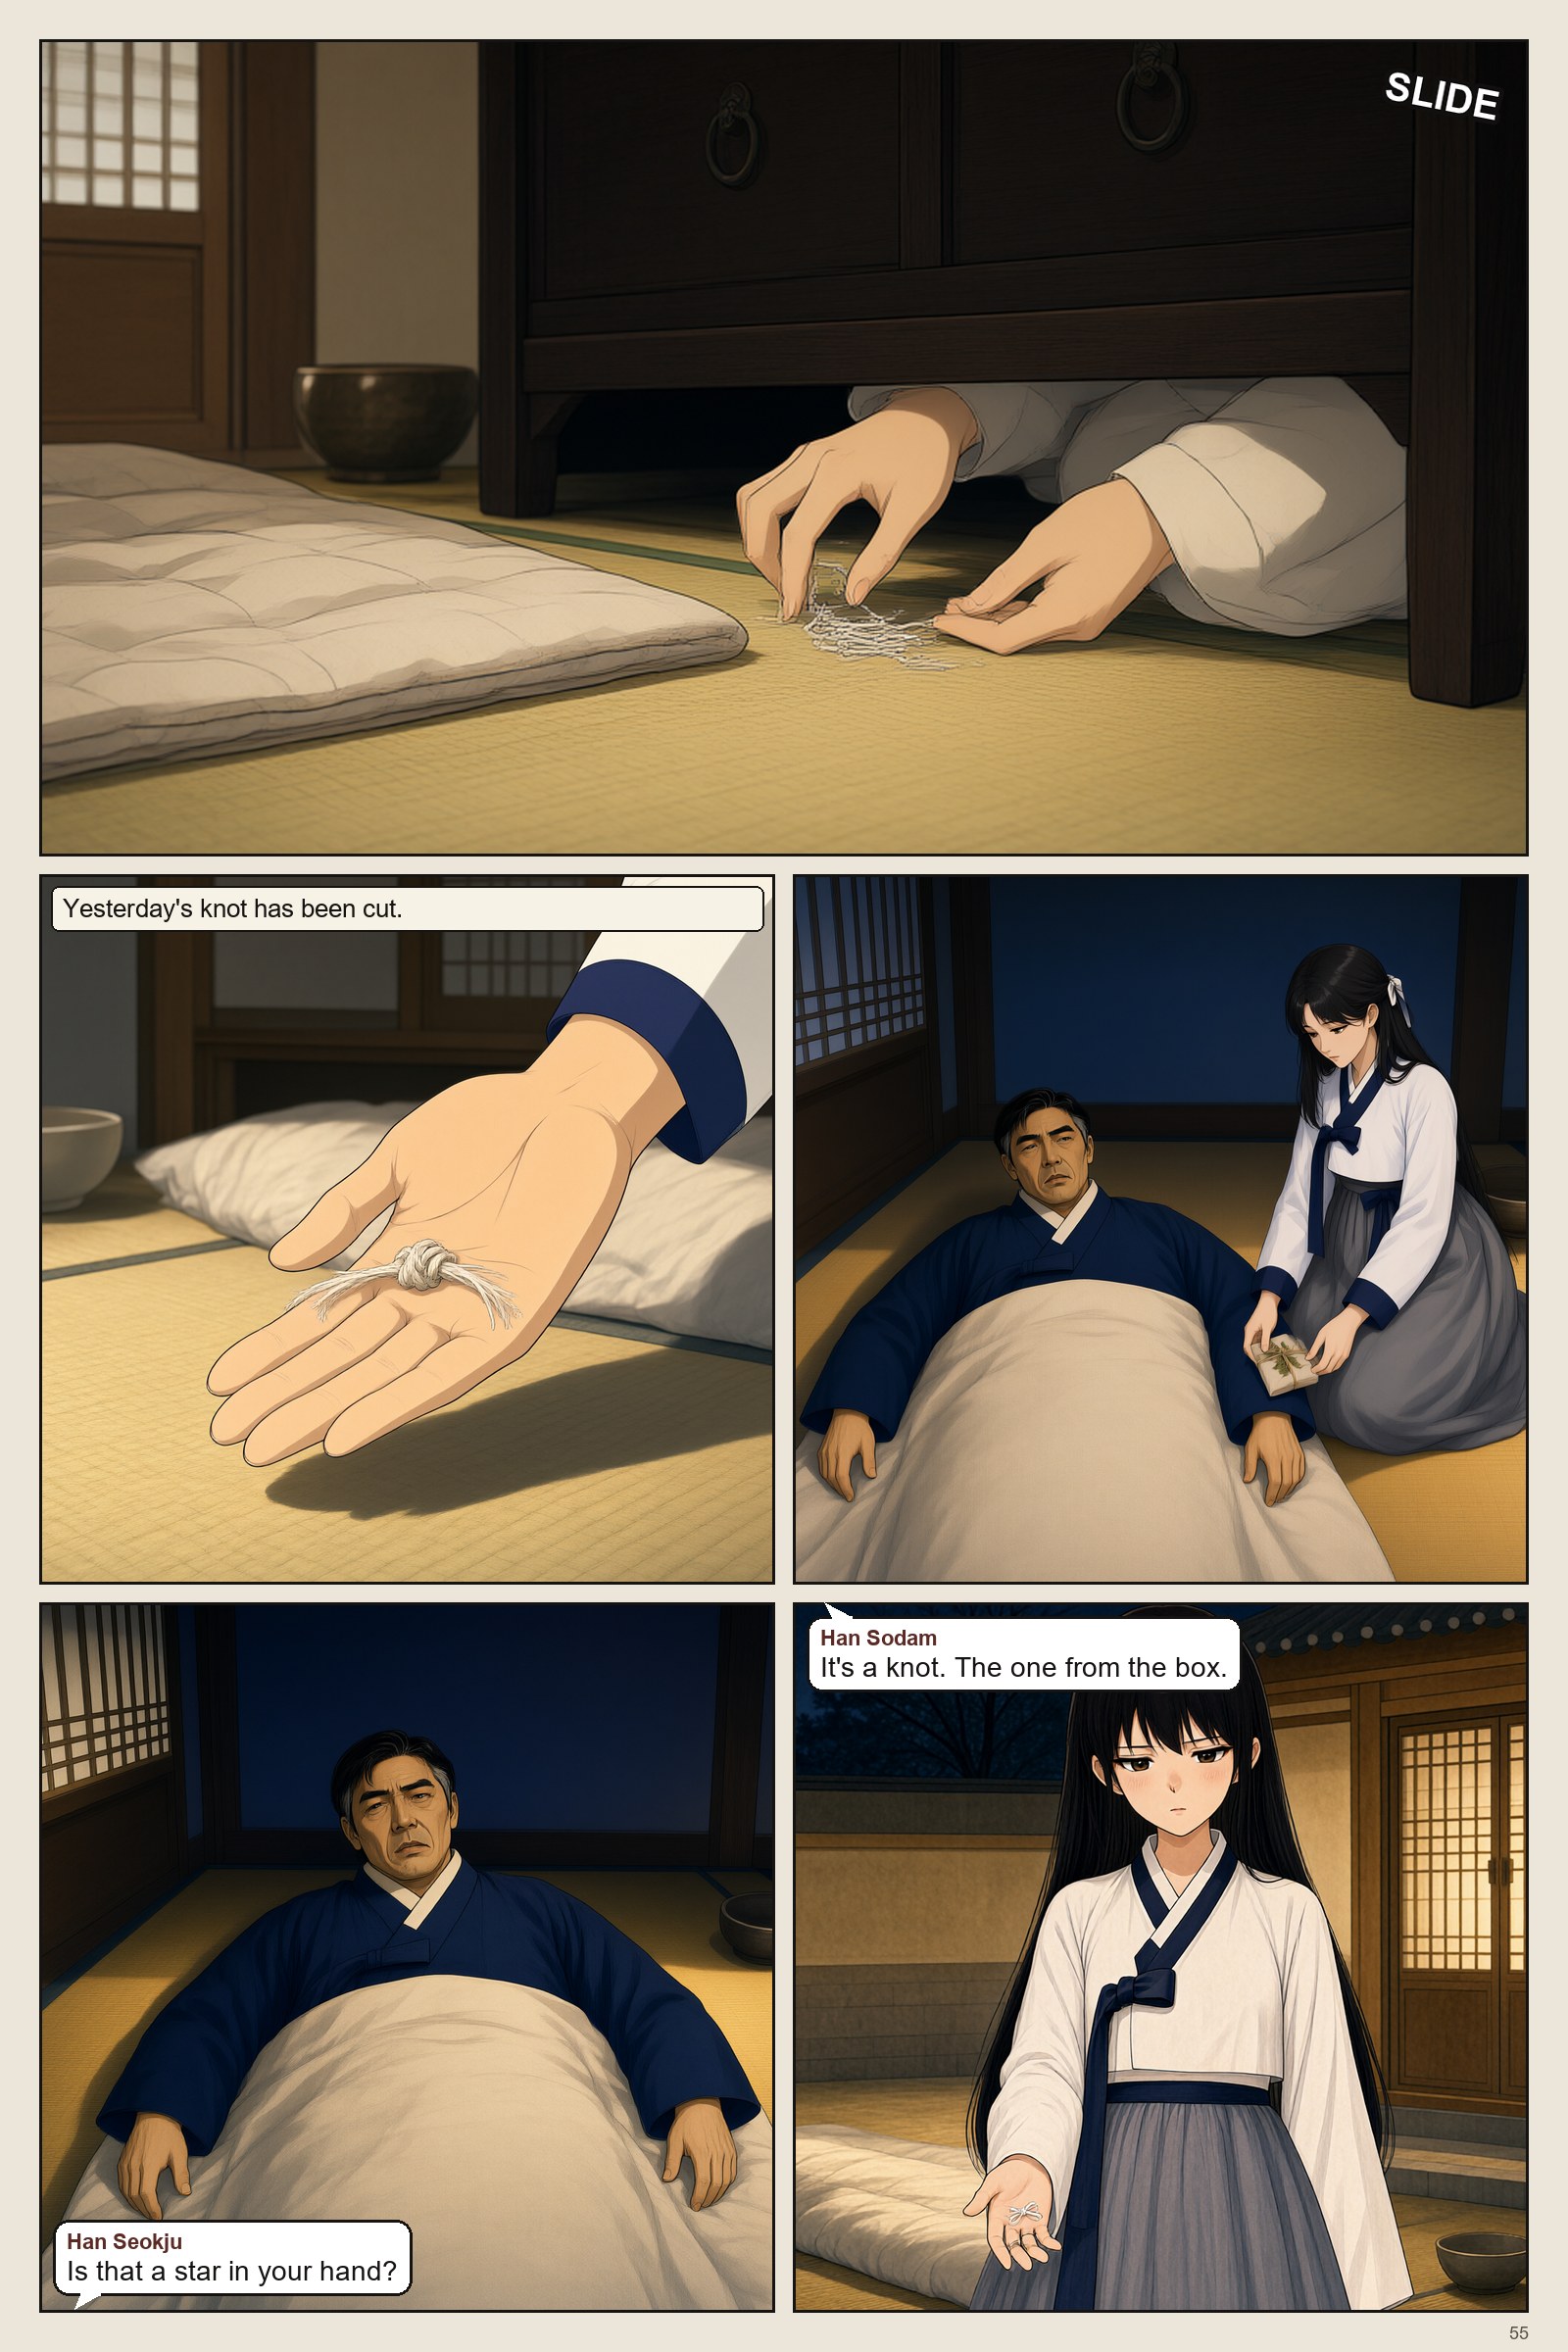 SLIDE
Yesterday's knot has been cut.
Han Seokju
Is that a star in your hand?
Han Sodam
It's a knot. The one from the box.
55